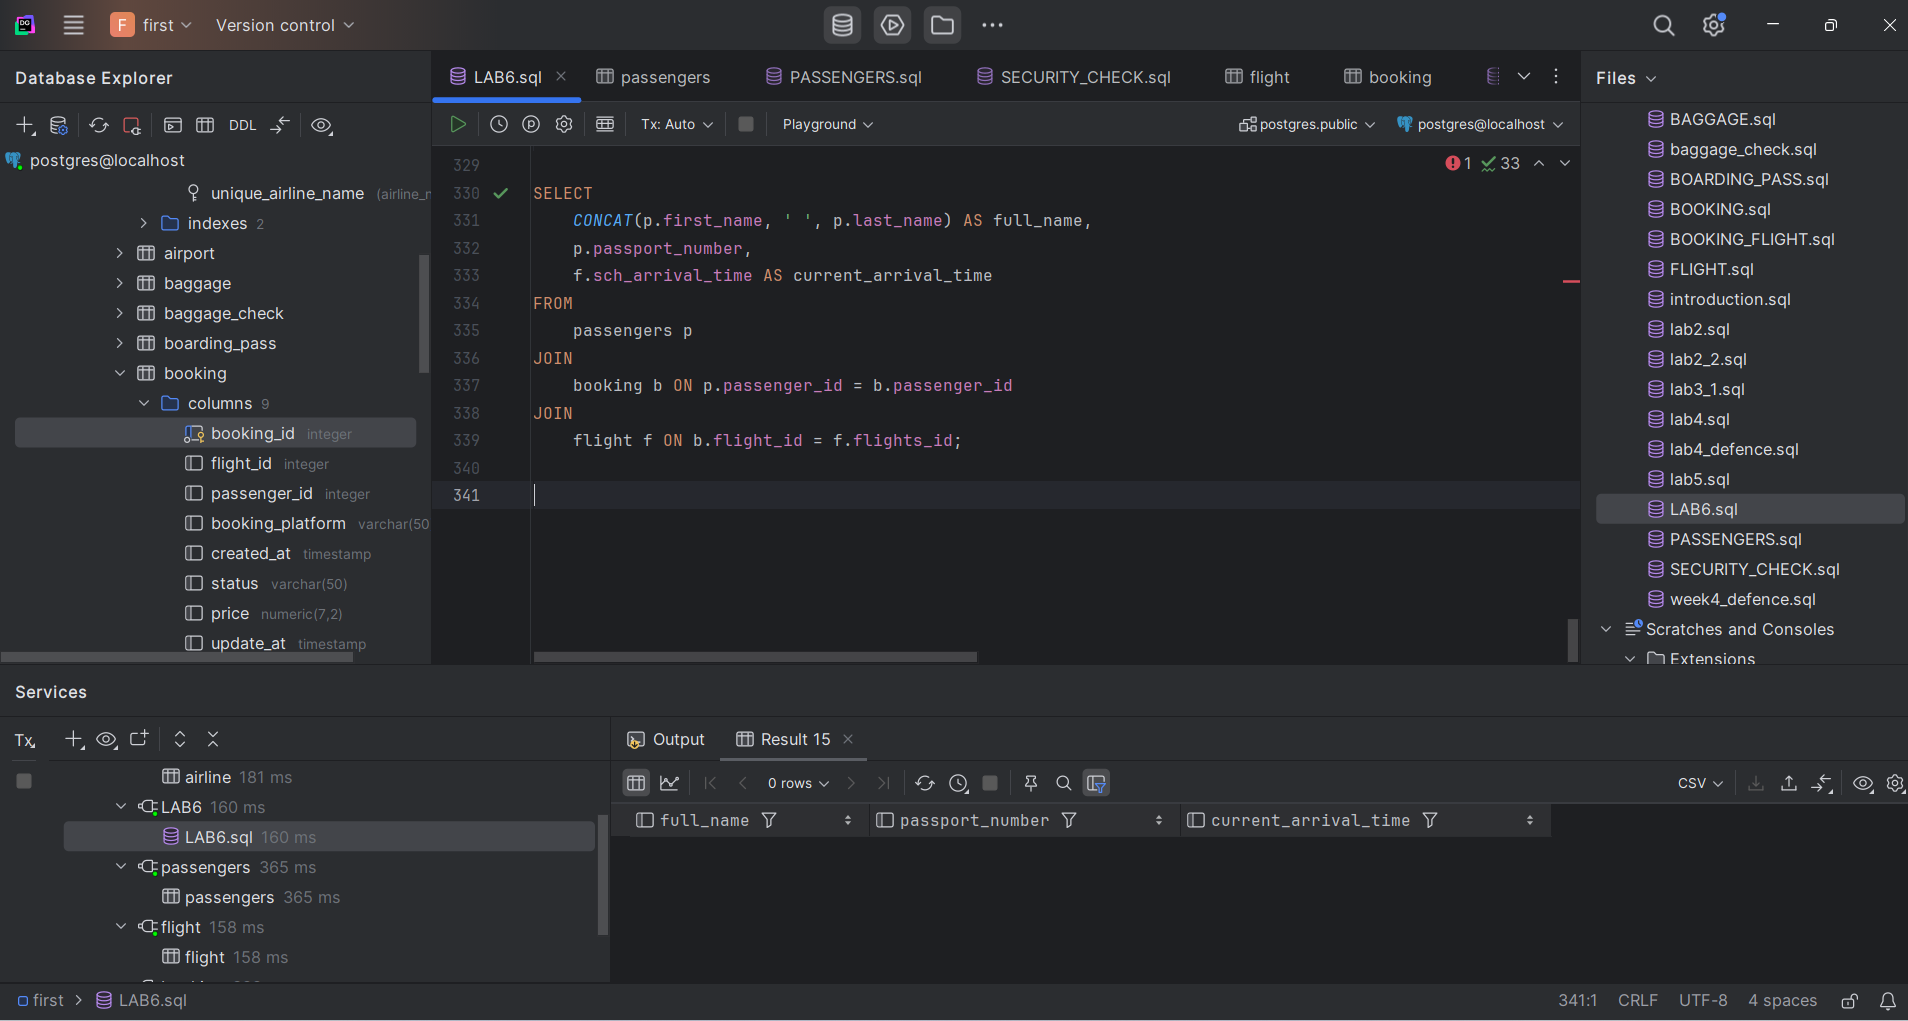 F first Version control
Database Explorer
LAB6.sql passengers PASSENGERS.sql SECURITY_CHECK.sql flight booking
Files
DDL
Tx: Auto Playground postgres.public postgres@localhost
postgres@localhost
unique_airline_name (airline_n
indexes 2
airport
baggage
baggage_check
boarding_pass
booking
columns 9
booking_id integer
flight_id integer
passenger_id integer
booking_platform varchar(50
created_at timestamp
status varchar(50)
price numeric(7,2)
update_at timestamp
1 33
329
330 SELECT
331 CONCAT(p.first_name, ' ', p.last_name) AS full_name,
332 p.passport_number,
333 f.sch_arrival_time AS current_arrival_time
334 FROM
335 passengers p
336 JOIN
337 booking b ON p.passenger_id = b.passenger_id
338 JOIN
339 flight f ON b.flight_id = f.flights_id;
340
341
BAGGAGE.sql
baggage_check.sql
BOARDING_PASS.sql
BOOKING.sql
BOOKING_FLIGHT.sql
FLIGHT.sql
introduction.sql
lab2.sql
lab2_2.sql
lab3_1.sql
lab4.sql
lab4_defence.sql
lab5.sql
LAB6.sql
PASSENGERS.sql
SECURITY_CHECK.sql
week4_defence.sql
Scratches and Consoles
Extensions
Services
Tx
airline 181 ms
LAB6 160 ms
LAB6.sql 160 ms
passengers 365 ms
passengers 365 ms
flight 158 ms
flight 158 ms
Output Result 15
0 rows CSV
full_name passport_number current_arrival_time
first LAB6.sql
341:1 CRLF UTF-8 4 spaces